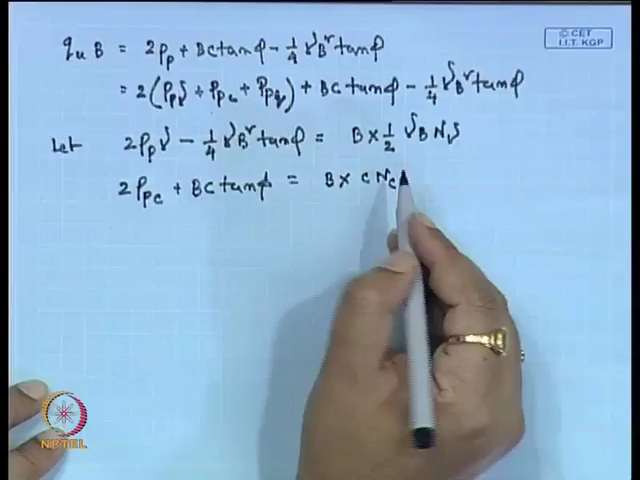 © CET
I.I.T. KGP
q_u B = 2P_p + BC tanφ - 1/4 γB² tanφ
= 2(P_pγ + P_pc + P_pq) + BC tanφ - 1/4 γB² tanφ
Let 2P_pγ - 1/4 γB² tanφ = B × 1/2 γ B N_γ
2P_pc + BC tanφ = B × C N_c
NPTEL